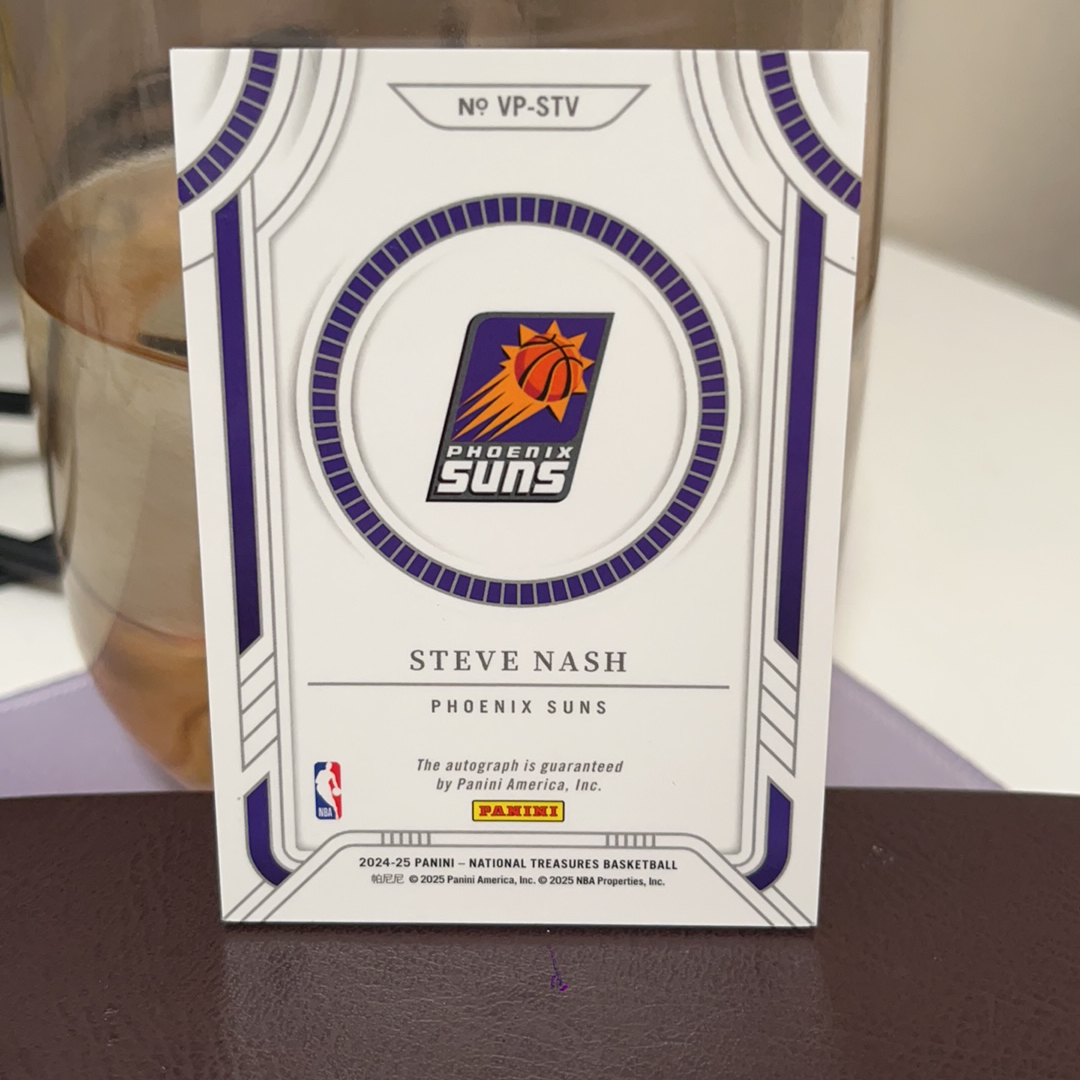 Nº VP-STV
PHOENIX
SUNS
STEVE NASH
PHOENIX SUNS
The autograph is guaranteed
by Panini America, Inc.
NBA
PANINI
2024-25 PANINI – NATIONAL TREASURES BASKETBALL
帕尼尼 © 2025 Panini America, Inc. © 2025 NBA Properties, Inc.